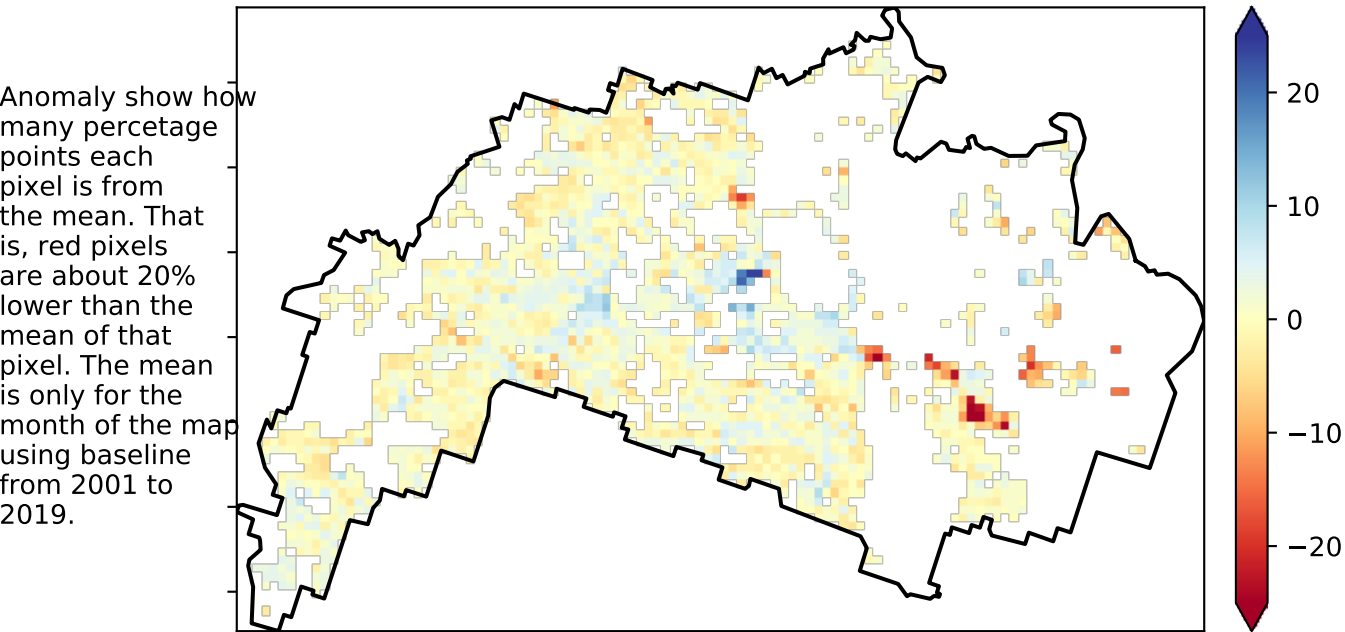 Anomaly show how
many percetage
points each
pixel is from
the mean. That
is, red pixels
are about 20%
lower than the
mean of that
pixel. The mean
is only for the
month of the map
using baseline
from 2001 to
2019.
20
10
0
−10
−20